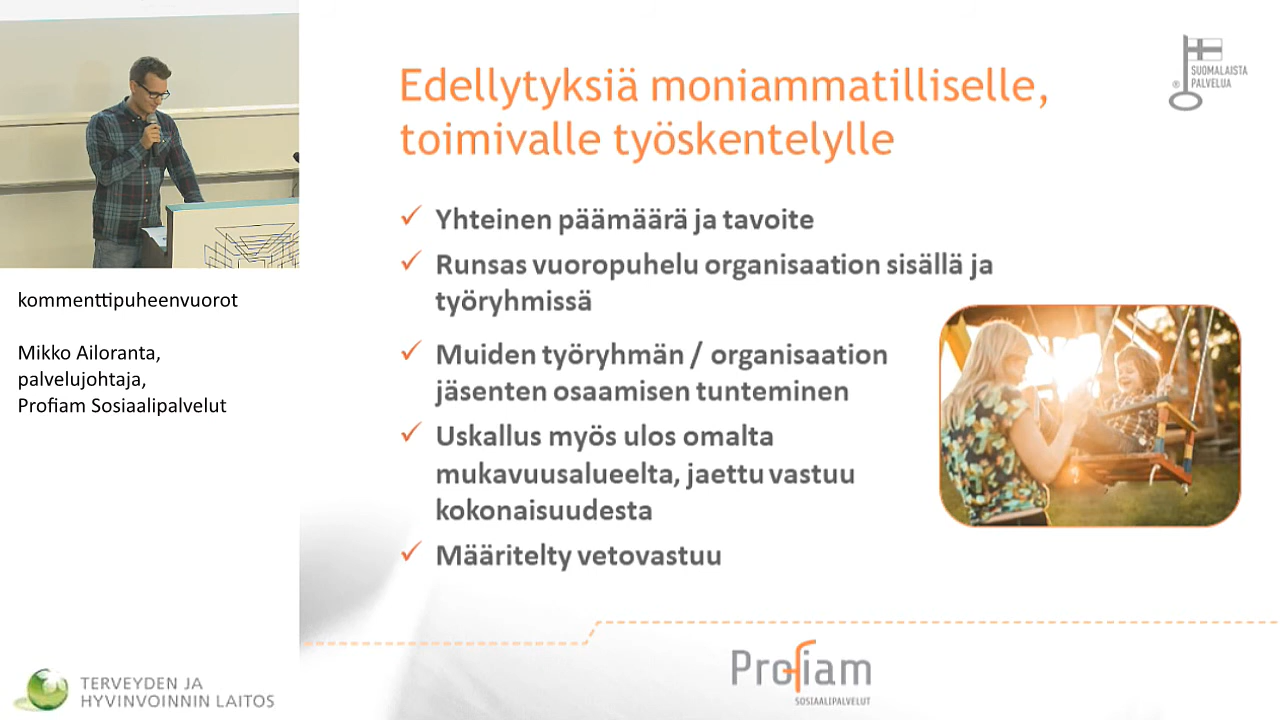 Edellytyksiä moniammatilliselle,
toimivalle työskentelylle
SUOMALAISTA
® PALVELUA
Yhteinen päämäärä ja tavoite
Runsas vuoropuhelu organisaation sisällä ja
työryhmissä
Muiden työryhmän / organisaation
jäsenten osaamisen tunteminen
Uskallus myös ulos omalta
mukavuusalueelta, jaettu vastuu
kokonaisuudesta
Määritelty vetovastuu
kommenttipuheenvuorot
Mikko Ailoranta,
palvelujohtaja,
Profiam Sosiaalipalvelut
TERVEYDEN JA
HYVINVOINNIN LAITOS
Profiam
SOSIAALIPALVELUT